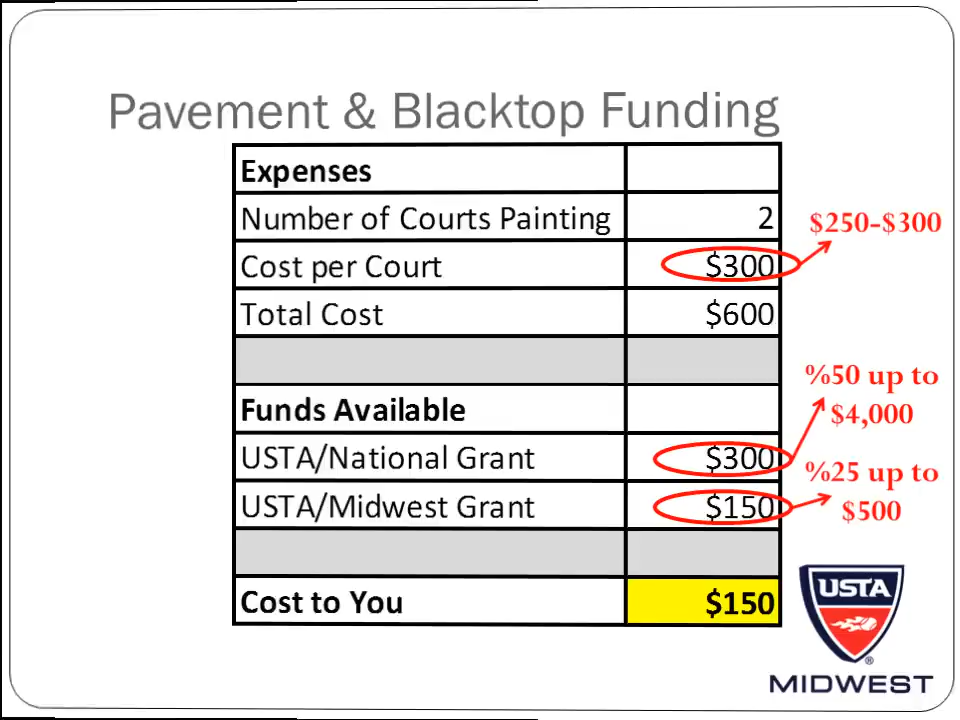 Pavement & Blacktop Funding
Expenses
Number of Courts Painting 2
$250-$300
Cost per Court $300
Total Cost $600
%50 up to
$4,000
Funds Available
USTA/National Grant $300
%25 up to
$500
USTA/Midwest Grant $150
Cost to You $150
USTA
®
MIDWEST